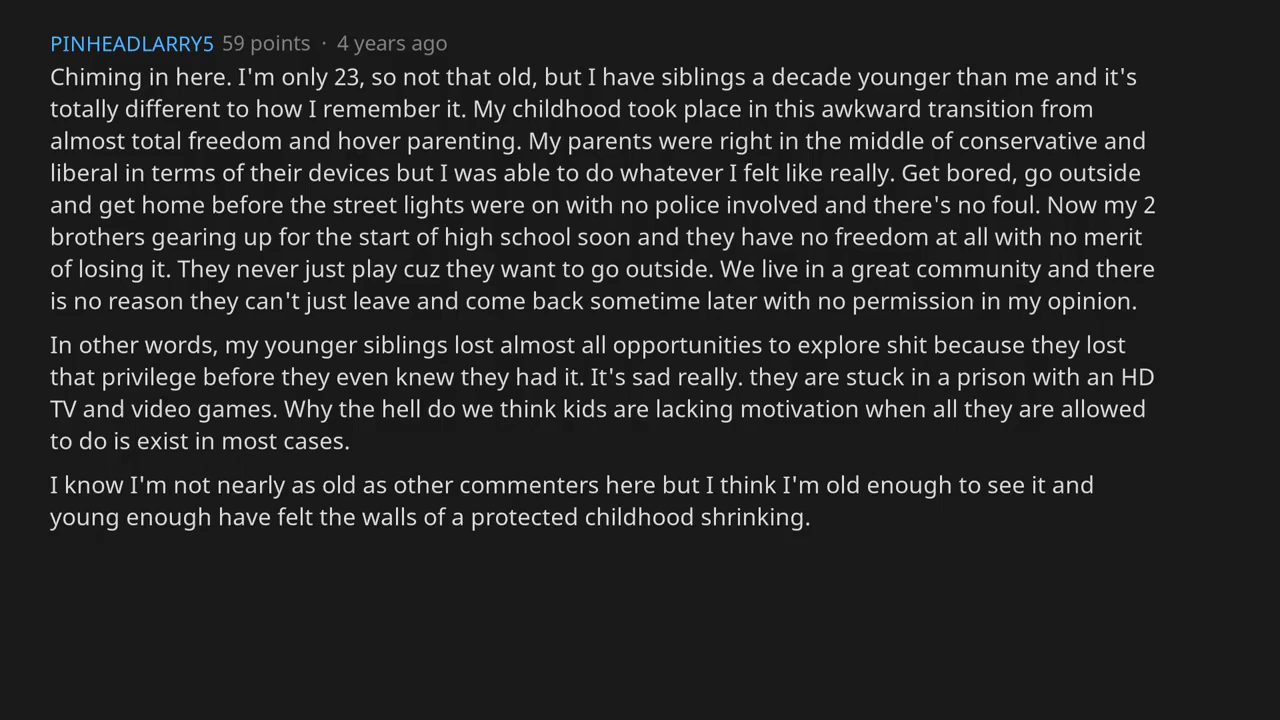 PINHEADLARRY5 59 points · 4 years ago
Chiming in here. I'm only 23, so not that old, but I have siblings a decade younger than me and it's
totally different to how I remember it. My childhood took place in this awkward transition from
almost total freedom and hover parenting. My parents were right in the middle of conservative and
liberal in terms of their devices but I was able to do whatever I felt like really. Get bored, go outside
and get home before the street lights were on with no police involved and there's no foul. Now my 2
brothers gearing up for the start of high school soon and they have no freedom at all with no merit
of losing it. They never just play cuz they want to go outside. We live in a great community and there
is no reason they can't just leave and come back sometime later with no permission in my opinion.
In other words, my younger siblings lost almost all opportunities to explore shit because they lost
that privilege before they even knew they had it. It's sad really. they are stuck in a prison with an HD
TV and video games. Why the hell do we think kids are lacking motivation when all they are allowed
to do is exist in most cases.
I know I'm not nearly as old as other commenters here but I think I'm old enough to see it and
young enough have felt the walls of a protected childhood shrinking.